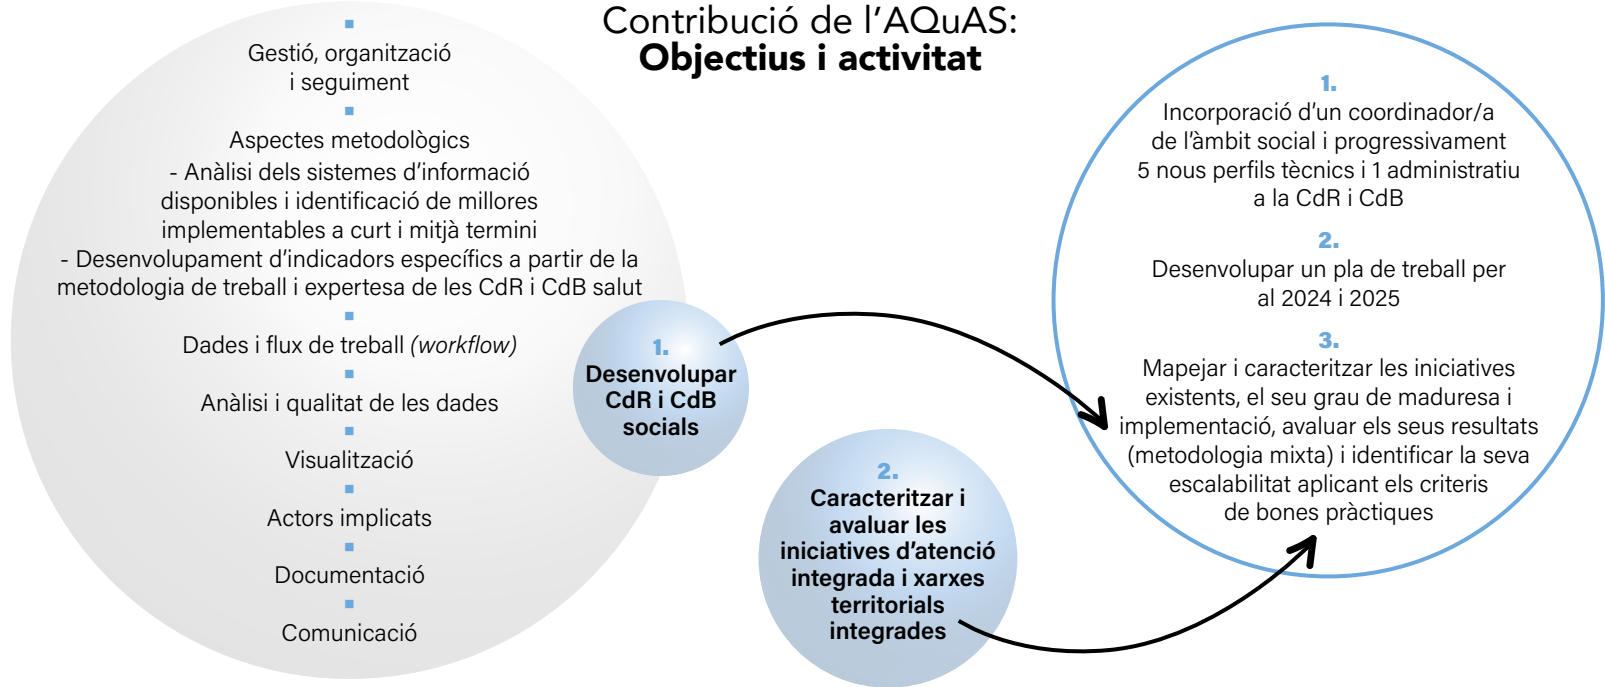 Contribució de l'AQuAS:
Objectius i activitat
Gestió, organització
i seguiment
Aspectes metodològics
- Anàlisi dels sistemes d'informació
disponibles i identificació de millores
implementables a curt i mitjà termini
- Desenvolupament d'indicadors específics a partir de la
metodologia de treball i expertesa de les CdR i CdB salut
Dades i flux de treball (workflow)
Anàlisi i qualitat de les dades
Visualització
Actors implicats
Documentació
Comunicació
1.
Desenvolupar
CdR i CdB
socials
2.
Caracteritzar i
avaluar les
iniciatives d'atenció
integrada i xarxes
territorials
integrades
1.
Incorporació d'un coordinador/a
de l'àmbit social i progressivament
5 nous perfils tècnics i 1 administratiu
a la CdR i CdB
2.
Desenvolupar un pla de treball per
al 2024 i 2025
3.
Mapejar i caracteritzar les iniciatives
existents, el seu grau de maduresa i
implementació, avaluar els seus resultats
(metodologia mixta) i identificar la seva
escalabilitat aplicant els criteris
de bones pràctiques